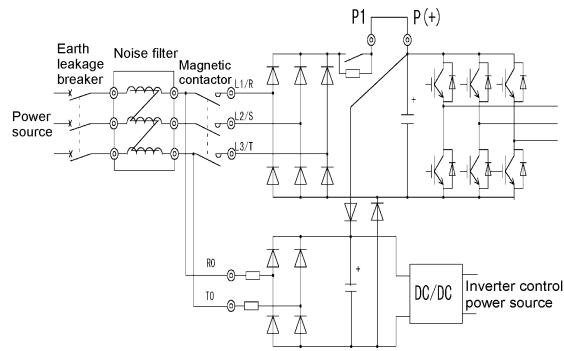 P1
P(+)
Earth
leakage
breaker
Noise filter
Magnetic
contactor
L1/R
L2/S
L3/T
Power
source
+
R0
T0
+
DC/DC
Inverter control
power source